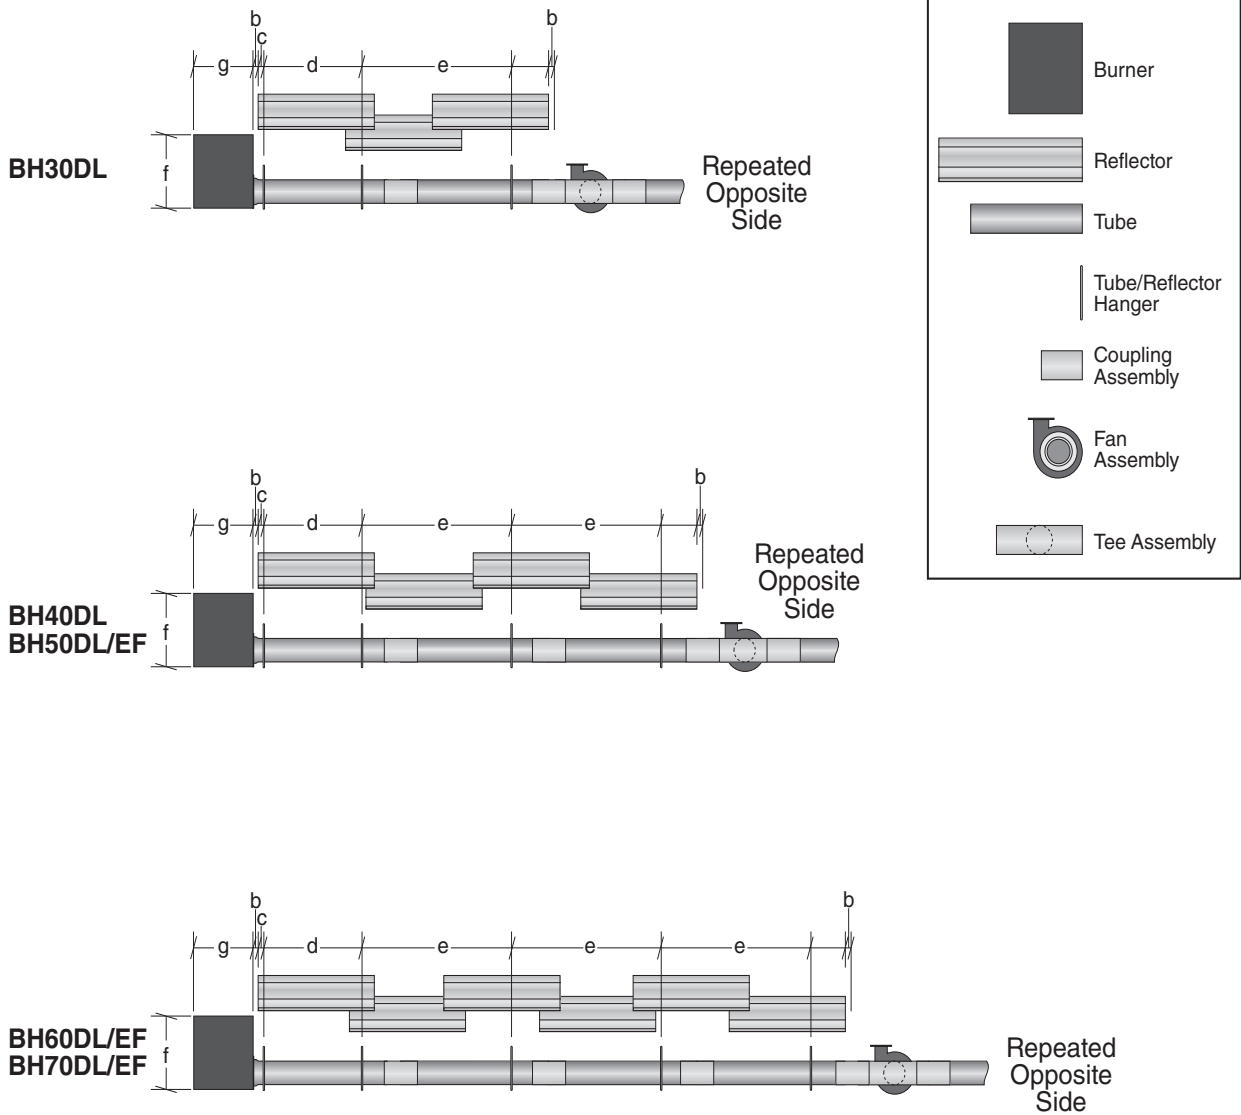 b
c
b
g
d
e
BH30DL
f
Repeated
Opposite
Side
b
c
b
g
d
e
e
Repeated
Opposite
Side
BH40DL
BH50DL/EF
f
b
c
b
g
d
e
e
e
BH60DL/EF
BH70DL/EF
f
Repeated
Opposite
Side
Burner
Reflector
Tube
Tube/Reflector
Hanger
Coupling
Assembly
Fan
Assembly
Tee Assembly